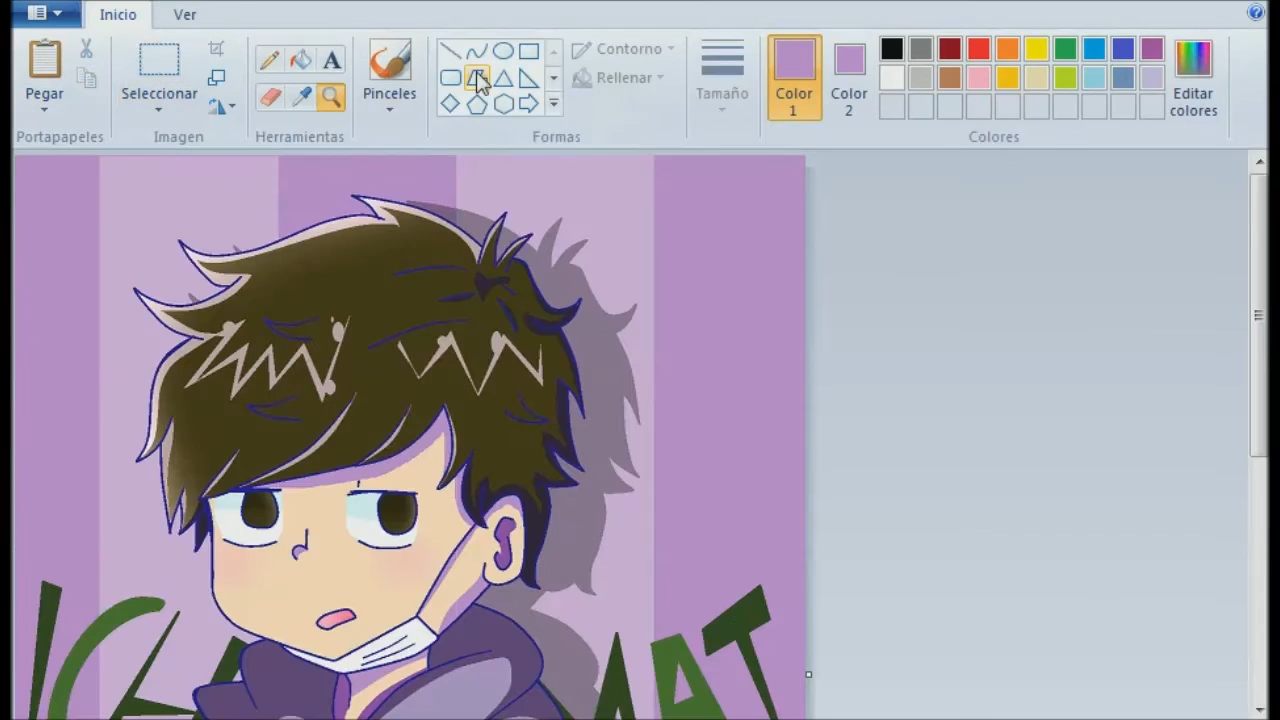 Inicio Ver
Pegar
Seleccionar
A
Pinceles
Contorno
Rellenar
Tamaño
Color 1
Color 2
Editar colores
Portapapeles Imagen Herramientas Formas Colores